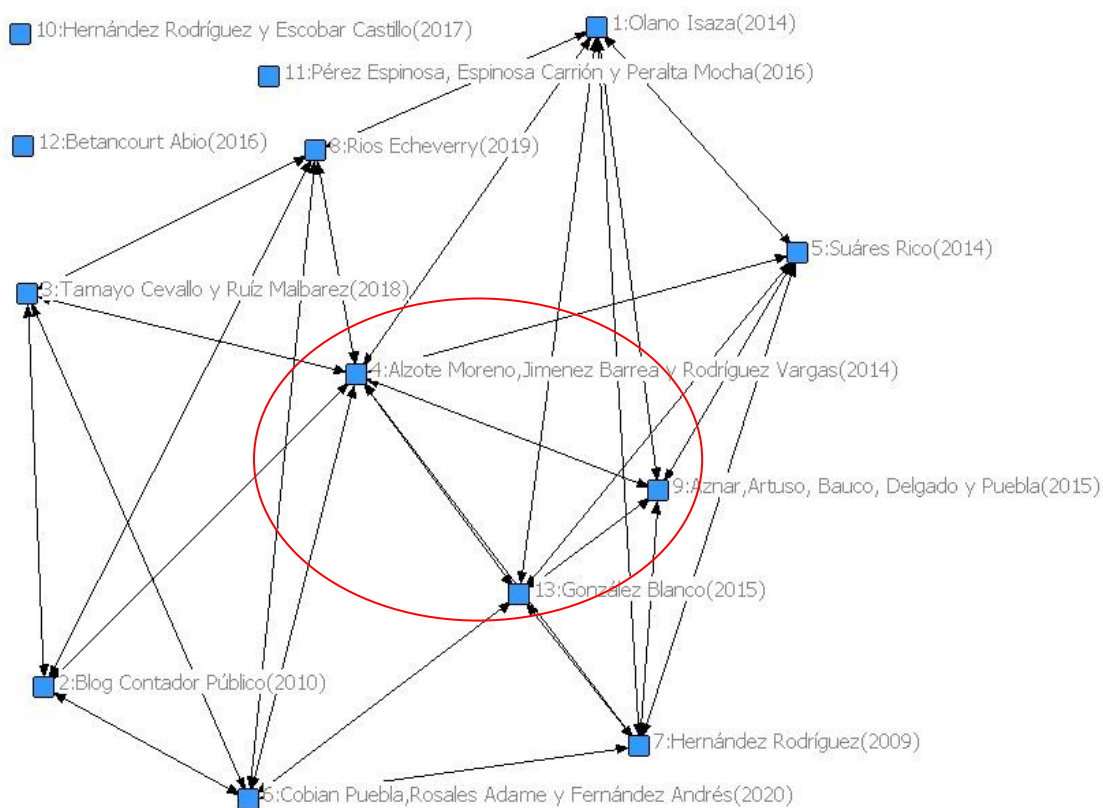 1:Olano Isaza(2014)
10:Hernández Rodríguez y Escobar Castillo(2017)
11:Pérez Espinosa, Espinosa Carrión y Peralta Mocha(2016)
12:Betancourt Abio(2016)
8:Rios Echeverry(2019)
5:Suáres Rico(2014)
3:Tamayo Cevallo y Ruíz Malbarez(2018)
4:Alzote Moreno,Jimenez Barrea y Rodríguez Vargas(2014)
9:Aznar,Artuso, Bauco, Delgado y Puebla(2015)
13:González Blanco(2015)
2:Blog Contador Público(2010)
7:Hernández Rodríguez(2009)
6:Cobian Puebla,Rosales Adame y Fernández Andrés(2020)